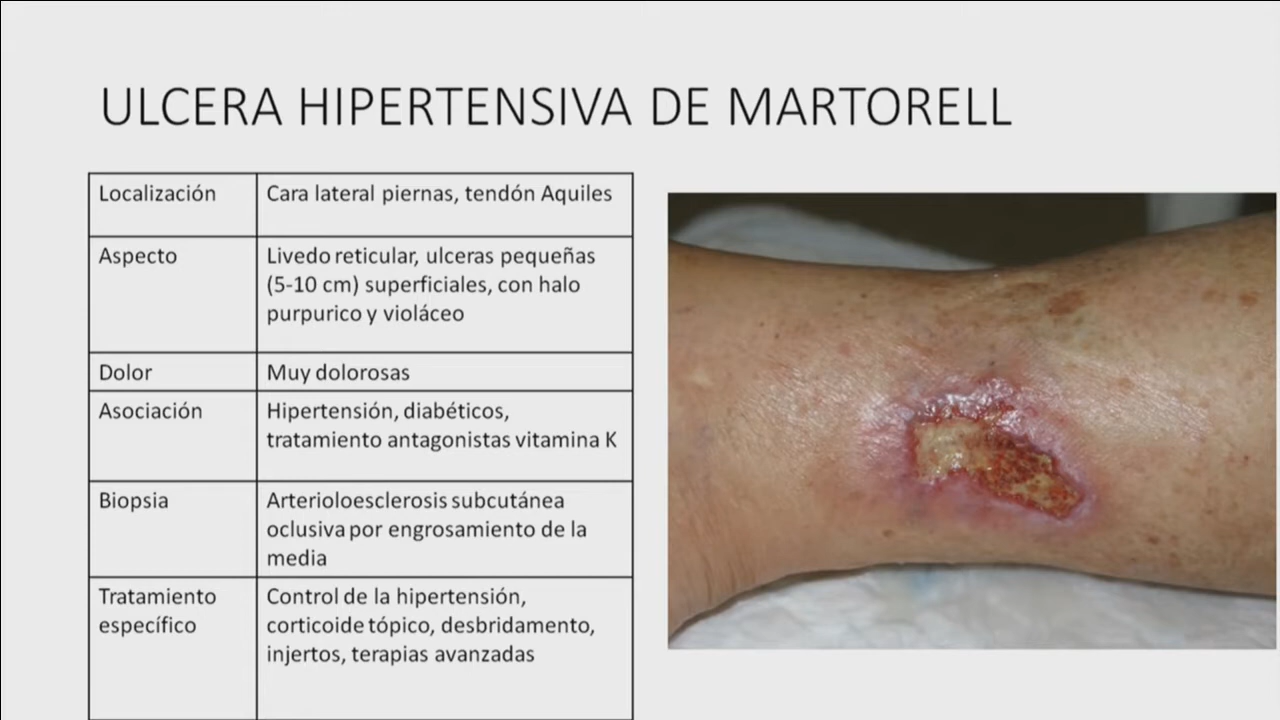 ULCERA HIPERTENSIVA DE MARTORELL
Localización
Cara lateral piernas, tendón Aquiles
Aspecto
Livedo reticular, ulceras pequeñas
(5-10 cm) superficiales, con halo
purpurico y violáceo
Dolor
Muy dolorosas
Asociación
Hipertensión, diabéticos,
tratamiento antagonistas vitamina K
Biopsia
Arterioloesclerosis subcutánea
oclusiva por engrosamiento de la
media
Tratamiento
específico
Control de la hipertensión,
corticoide tópico, desbridamento,
injertos, terapias avanzadas